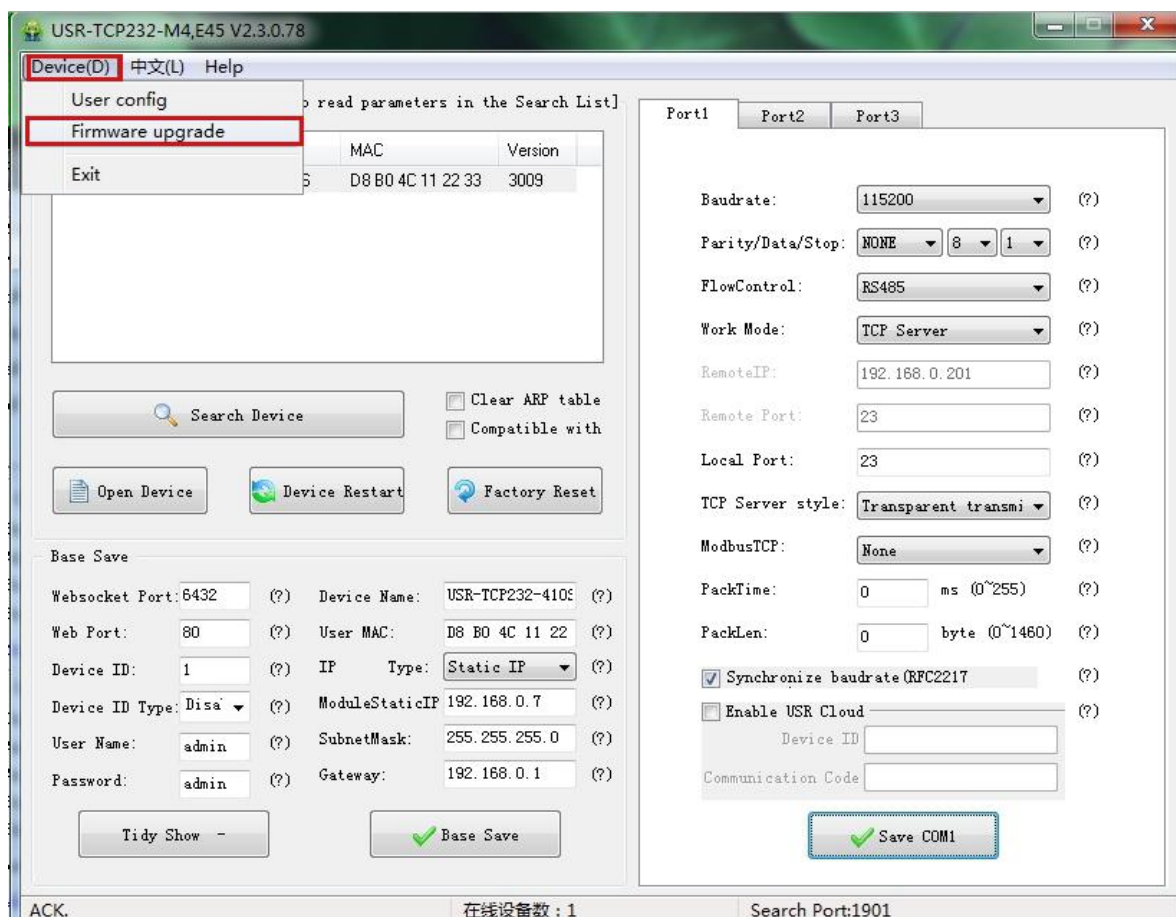 USR-TCP232-M4,E45 V2.3.0.78
Device(D) 中文(L) Help
User config
Firmware upgrade
Exit
read parameters in the Search List]
MAC Version
D8 B0 4C 11 22 33 3009
Search Device
Clear ARP table
Compatible with
Open Device
Device Restart
Factory Reset
Base Save
Websocket Port: 6432 (?) Device Name: USR-TCP232-410S (?)
Web Port: 80 (?) User MAC: D8 B0 4C 11 22 (?)
Device ID: 1 (?) IP Type: Static IP (?)
Device ID Type: Disa (?) ModuleStaticIP 192.168.0.7 (?)
User Name: admin (?) SubnetMask: 255.255.255.0 (?)
Password: admin (?) Gateway: 192.168.0.1 (?)
Tidy Show -
Base Save
Port1 Port2 Port3
Baudrate: 115200 (?)
Parity/Data/Stop: NONE 8 1 (?)
FlowControl: RS485 (?)
Work Mode: TCP Server (?)
RemoteIP: 192.168.0.201 (?)
Remote Port: 23 (?)
Local Port: 23 (?)
TCP Server style: Transparent transmi (?)
ModbusTCP: None (?)
PackTime: 0 ms (0~255) (?)
PackLen: 0 byte (0~1460) (?)
Synchronize baudrate(RFC2217 (?)
Enable USR Cloud (?)
Device ID
Communication Code
Save COM1
ACK. 在线设备数：1 Search Port:1901